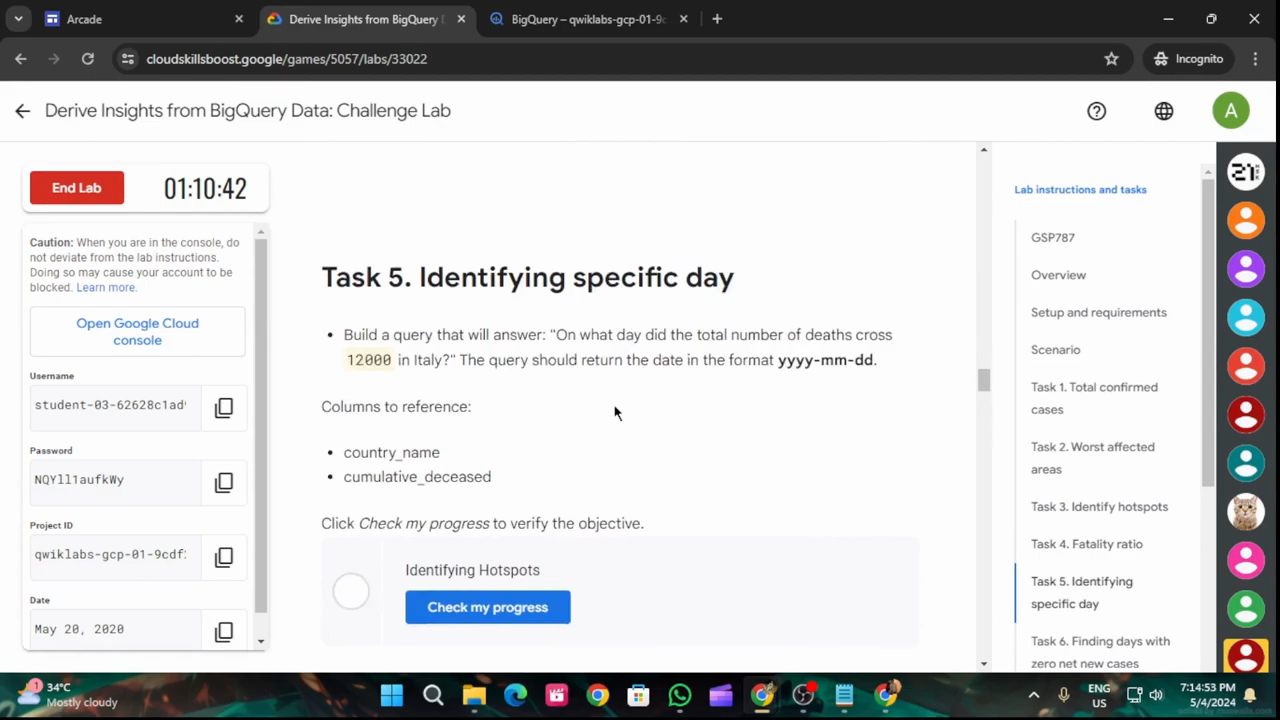 Arcade
Derive Insights from BigQuery D
BigQuery – qwiklabs-gcp-01-9c
cloudskillsboost.google/games/5057/labs/33022
Incognito
Derive Insights from BigQuery Data: Challenge Lab
A
End Lab
01:10:42
Caution: When you are in the console, do
not deviate from the lab instructions.
Doing so may cause your account to be
blocked. Learn more.
Open Google Cloud
console
Username
student-03-62628c1ad
Password
NQYll1aufkWy
Project ID
qwiklabs-gcp-01-9cdf
Date
May 20, 2020
Task 5. Identifying specific day
• Build a query that will answer: “On what day did the total number of deaths cross
12000 in Italy?” The query should return the date in the format yyyy-mm-dd.
Columns to reference:
• country_name
• cumulative_deceased
Click Check my progress to verify the objective.
Identifying Hotspots
Check my progress
Lab instructions and tasks
GSP787
Overview
Setup and requirements
Scenario
Task 1. Total confirmed
cases
Task 2. Worst affected
areas
Task 3. Identify hotspots
Task 4. Fatality ratio
Task 5. Identifying
specific day
Task 6. Finding days with
zero net new cases
1
34°C
Mostly cloudy
ENG
US
7:14:53 PM
5/4/2024